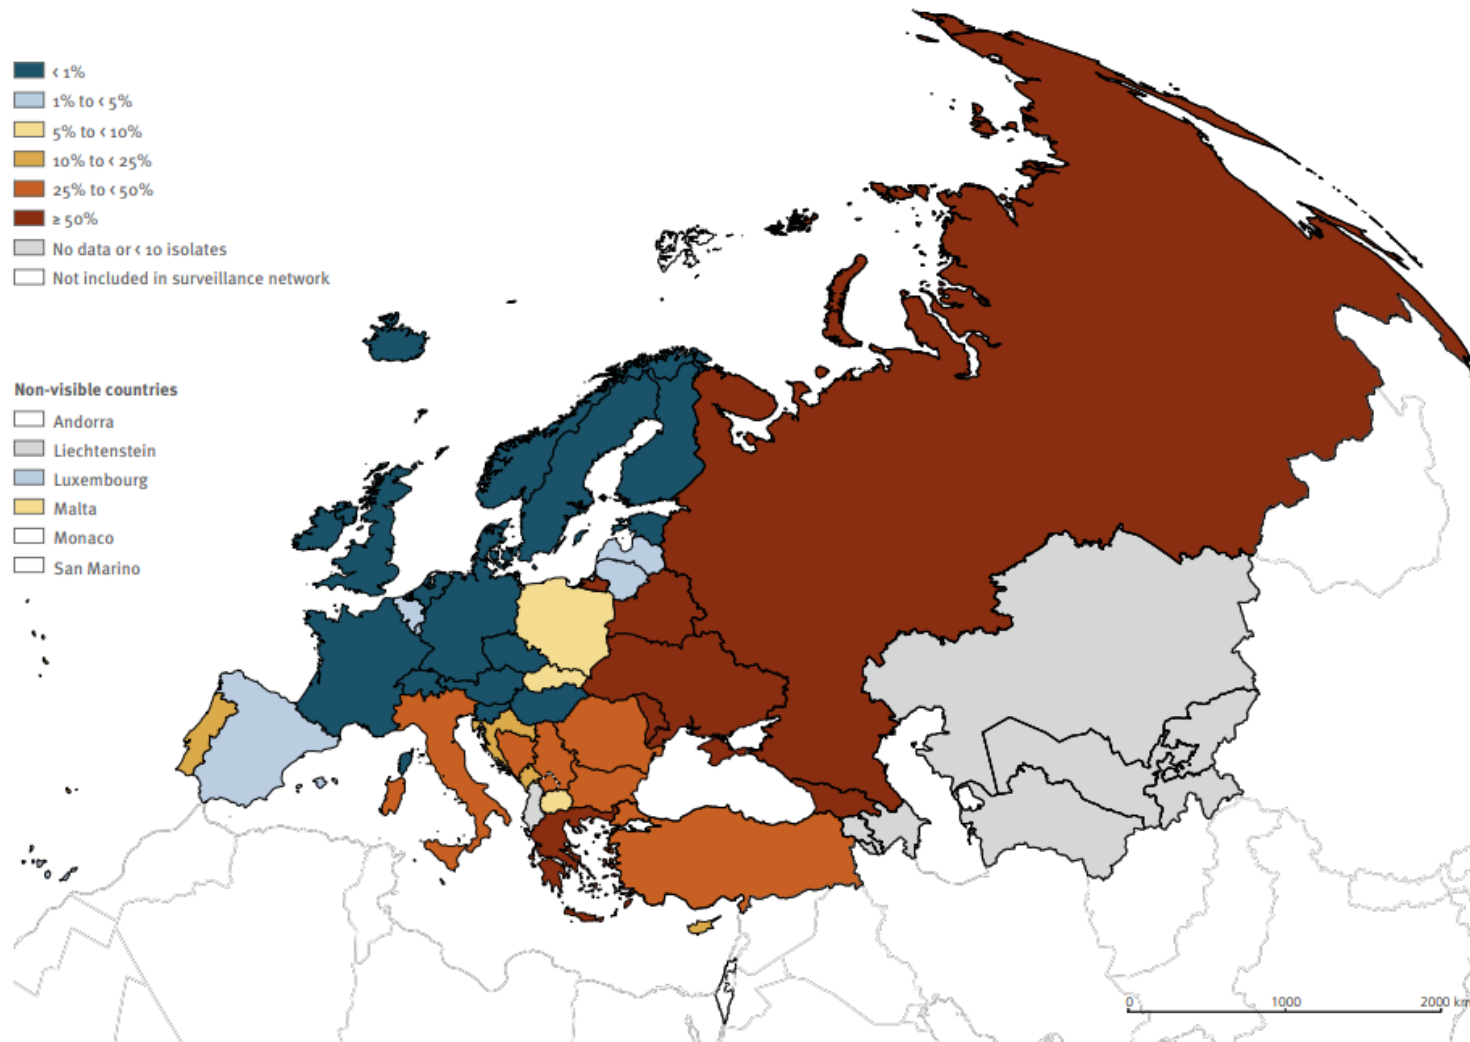 < 1%
1% to < 5%
5% to < 10%
10% to < 25%
25% to < 50%
≥ 50%
No data or < 10 isolates
Not included in surveillance network
Non-visible countries
Andorra
Liechtenstein
Luxembourg
Malta
Monaco
San Marino
0 1000 2000 km